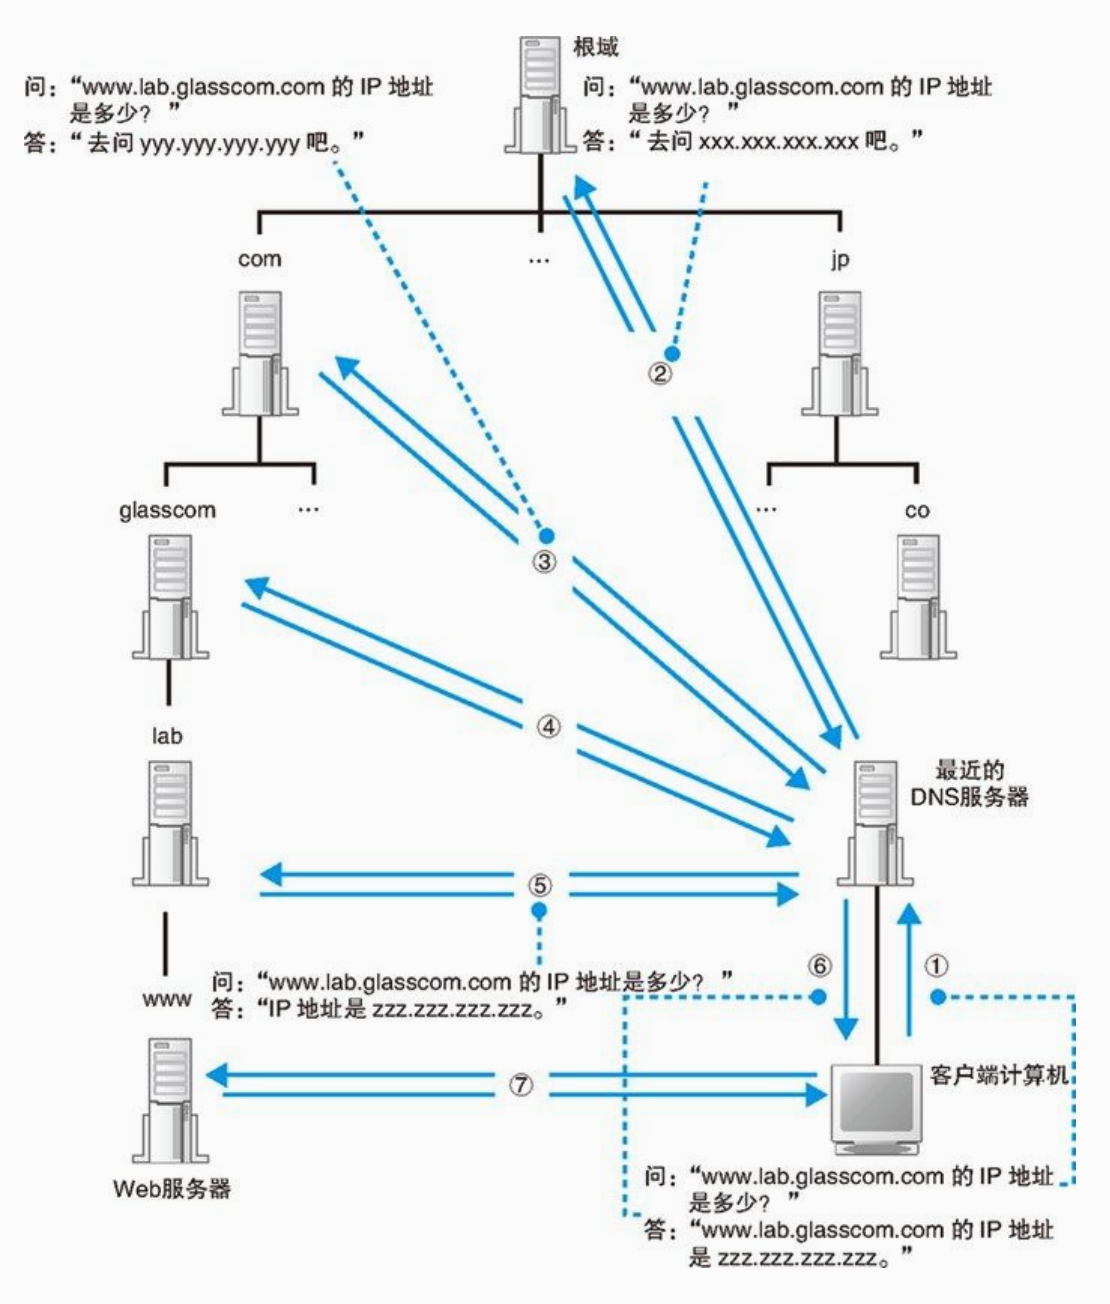 根域
问：“www.lab.glasscom.com 的 IP 地址
是多少？”
答：“去问 yyy.yyy.yyy.yyy 吧。”
问：“www.lab.glasscom.com 的 IP 地址
是多少？”
答：“去问 xxx.xxx.xxx.xxx 吧。”
com
...
jp
②
glasscom
...
...
co
③
④
lab
最近的
DNS服务器
⑤
⑥
①
问：“www.lab.glasscom.com 的 IP 地址是多少？”
答：“IP 地址是 zzz.zzz.zzz.zzz。”
www
⑦
客户端计算机
Web服务器
问：“www.lab.glasscom.com 的 IP 地址
是多少？”
答：“www.lab.glasscom.com 的 IP 地址
是 zzz.zzz.zzz.zzz。”